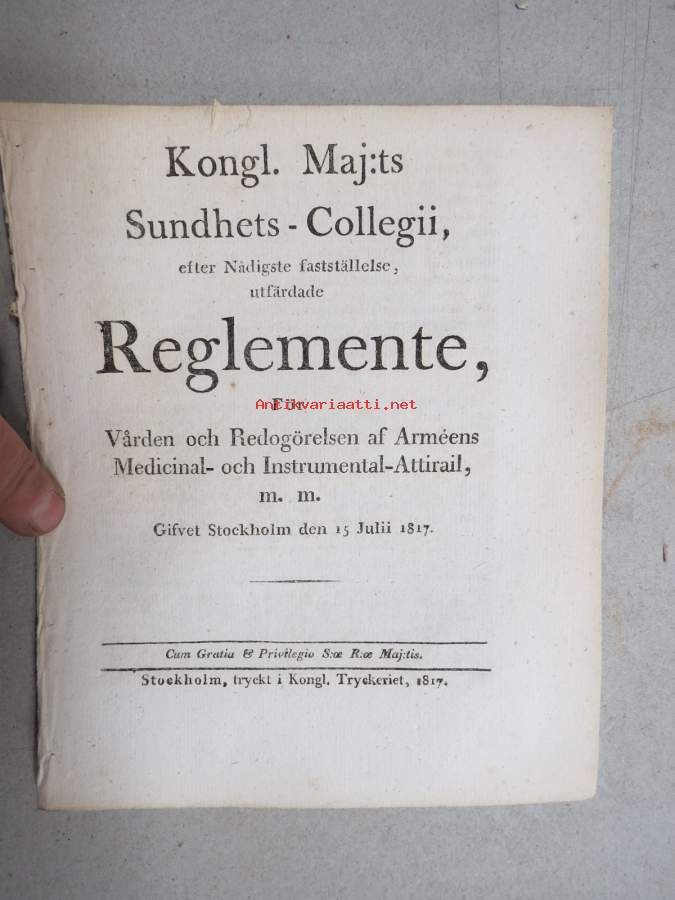 Kongl. Maj:ts
Sundhets-Collegii,
efter Nådigste fastställelse,
utfärdade
Reglemente,
För
Antikvariaatti.net
Vården och Redogörelsen af Arméens
Medicinal- och Instrumental-Attirail,
m. m.
Gifvet Stockholm den 15 Julii 1817.
Cum Gratia & Privilegio S:æ R:æ Maj:tis.
Stockholm, tryckt i Kongl. Tryckeriet, 1817.